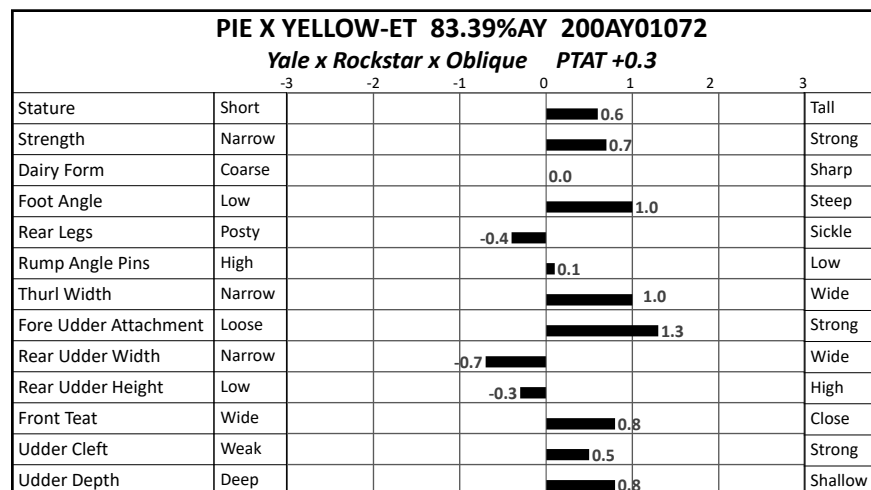 PIE X YELLOW-ET 83.39%AY 200AY01072
Yale x Rockstar x Oblique PTAT +0.3
-3 -2 -1 0 1 2 3
Stature Short 0.6 Tall
Strength Narrow 0.7 Strong
Dairy Form Coarse 0.0 Sharp
Foot Angle Low 1.0 Steep
Rear Legs Posty -0.4 Sickle
Rump Angle Pins High 0.1 Low
Thurl Width Narrow 1.0 Wide
Fore Udder Attachment Loose 1.3 Strong
Rear Udder Width Narrow -0.7 Wide
Rear Udder Height Low -0.3 High
Front Teat Wide 0.8 Close
Udder Cleft Weak 0.5 Strong
Udder Depth Deep 0.8 Shallow